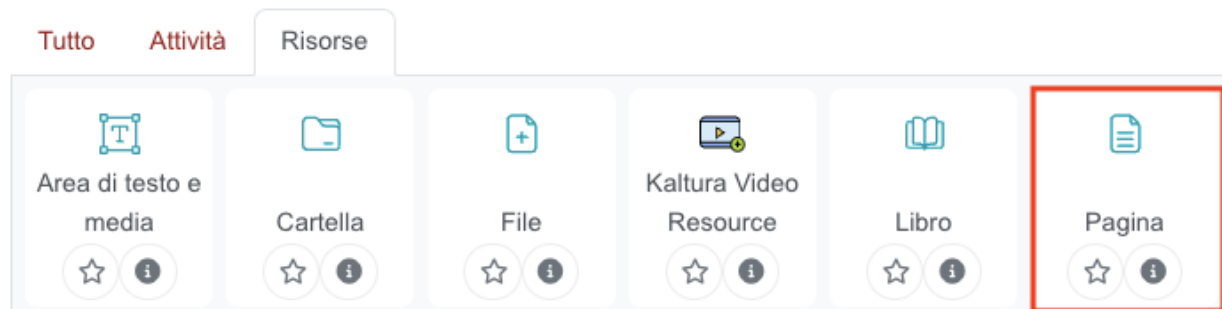 Tutto Attività Risorse
Area di testo e
media
Cartella
File
Kaltura Video
Resource
Libro
Pagina